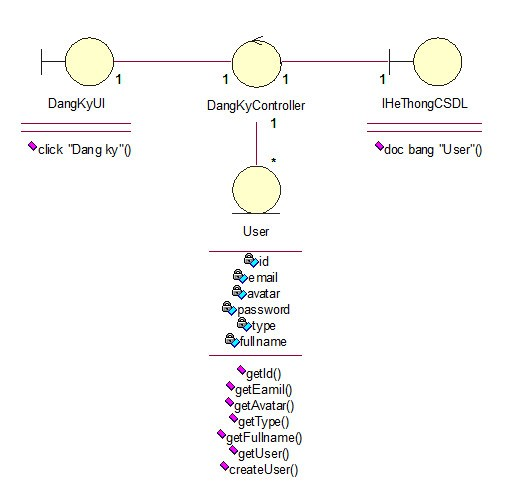 1 1 1 1
DangKyUI DangKyController IHeThongCSDL
1
click "Dang ky"() doc bang "User"()
*
User
id
email
avatar
password
type
fullname
getId()
getEamil()
getAvatar()
getType()
getFullname()
getUser()
createUser()